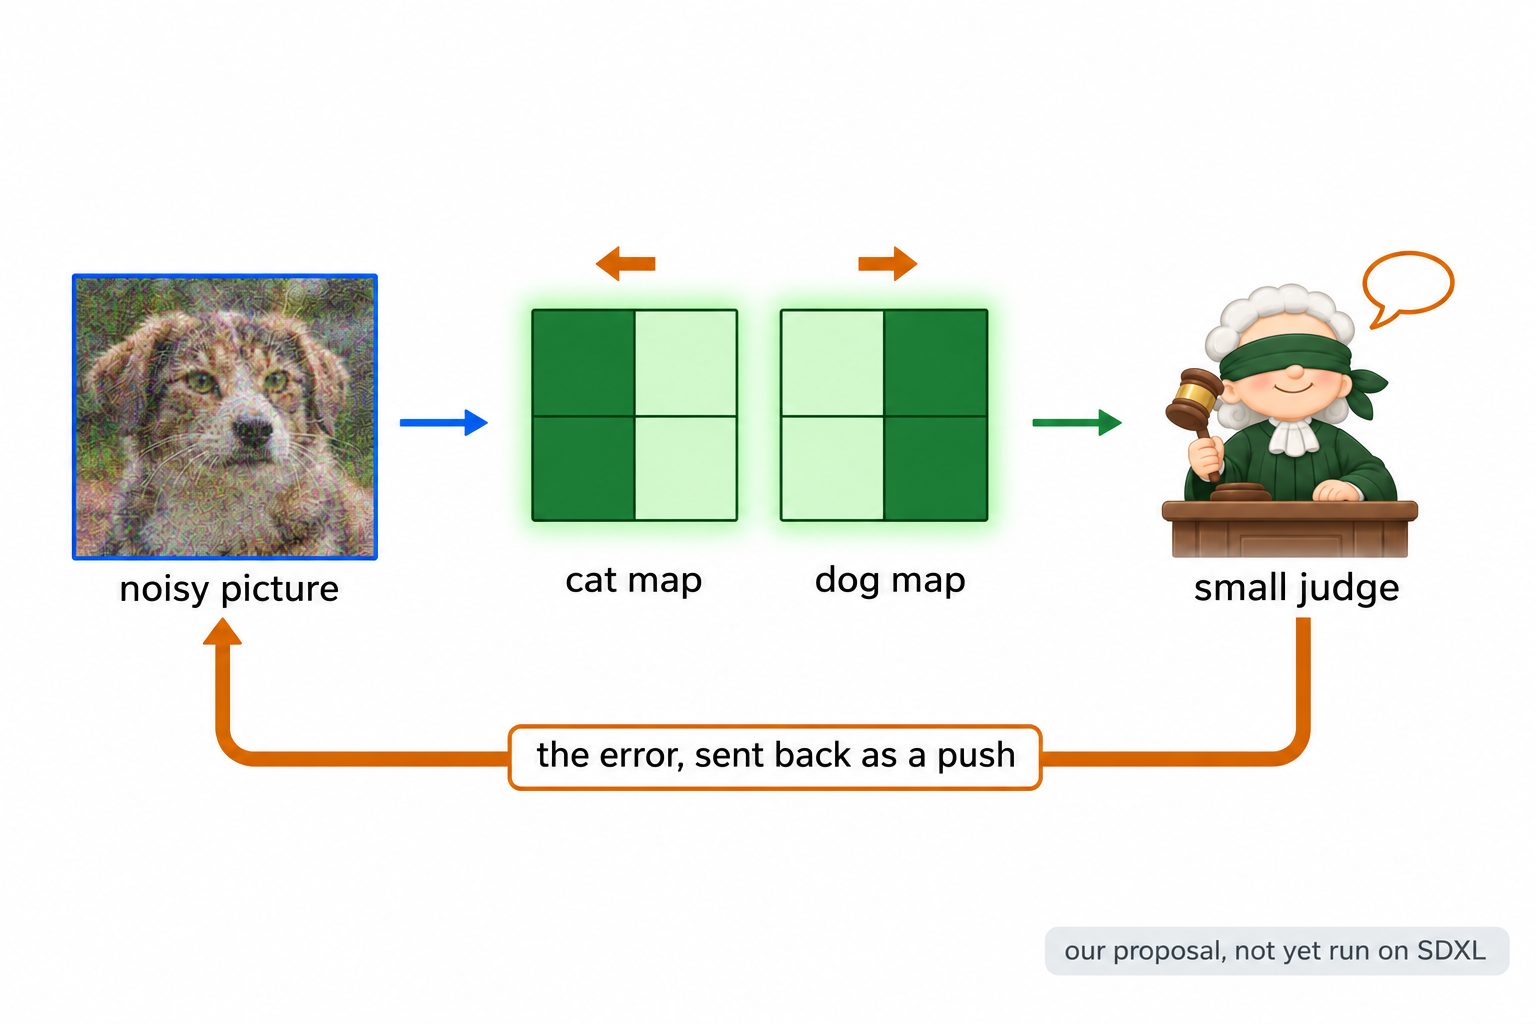 noisy picture
cat map
dog map
small judge
the error, sent back as a push
our proposal, not yet run on SDXL